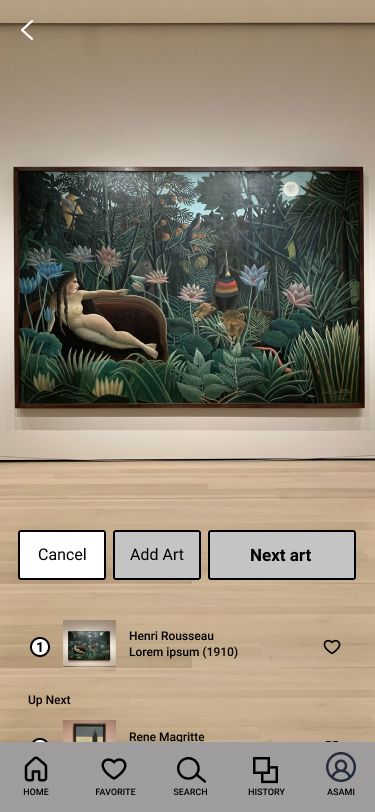 Cancel
Add Art
Next art
1
Henri Rousseau
Lorem ipsum (1910)
Up Next
Rene Magritte
HOME
FAVORITE
SEARCH
HISTORY
ASAMI